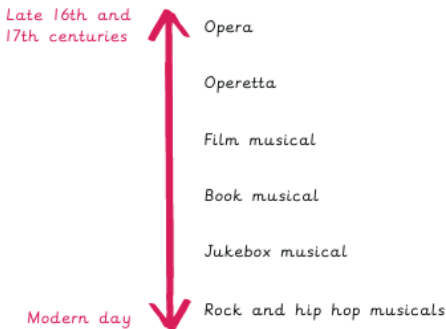 Late 16th and
17th centuries
Opera
Operetta
Film musical
Book musical
Jukebox musical
Rock and hip hop musicals
Modern day